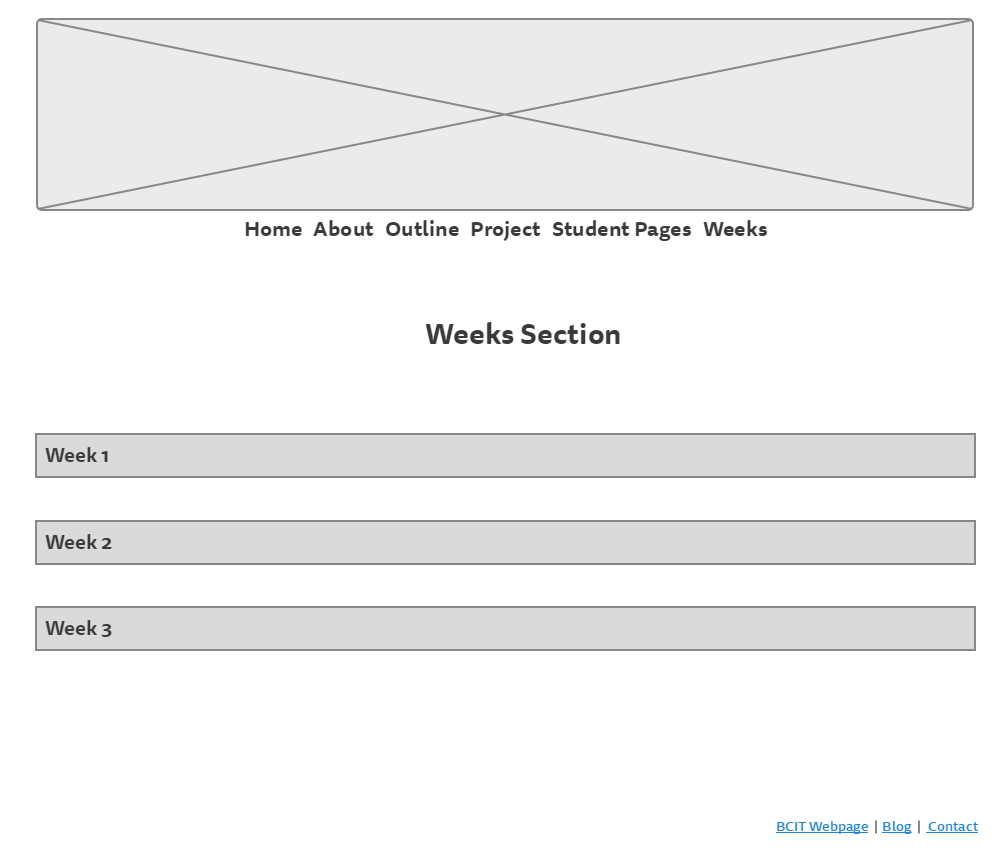 Home About Outline Project Student Pages Weeks
Weeks Section
Week 1
Week 2
Week 3
BCIT Webpage | Blog | Contact